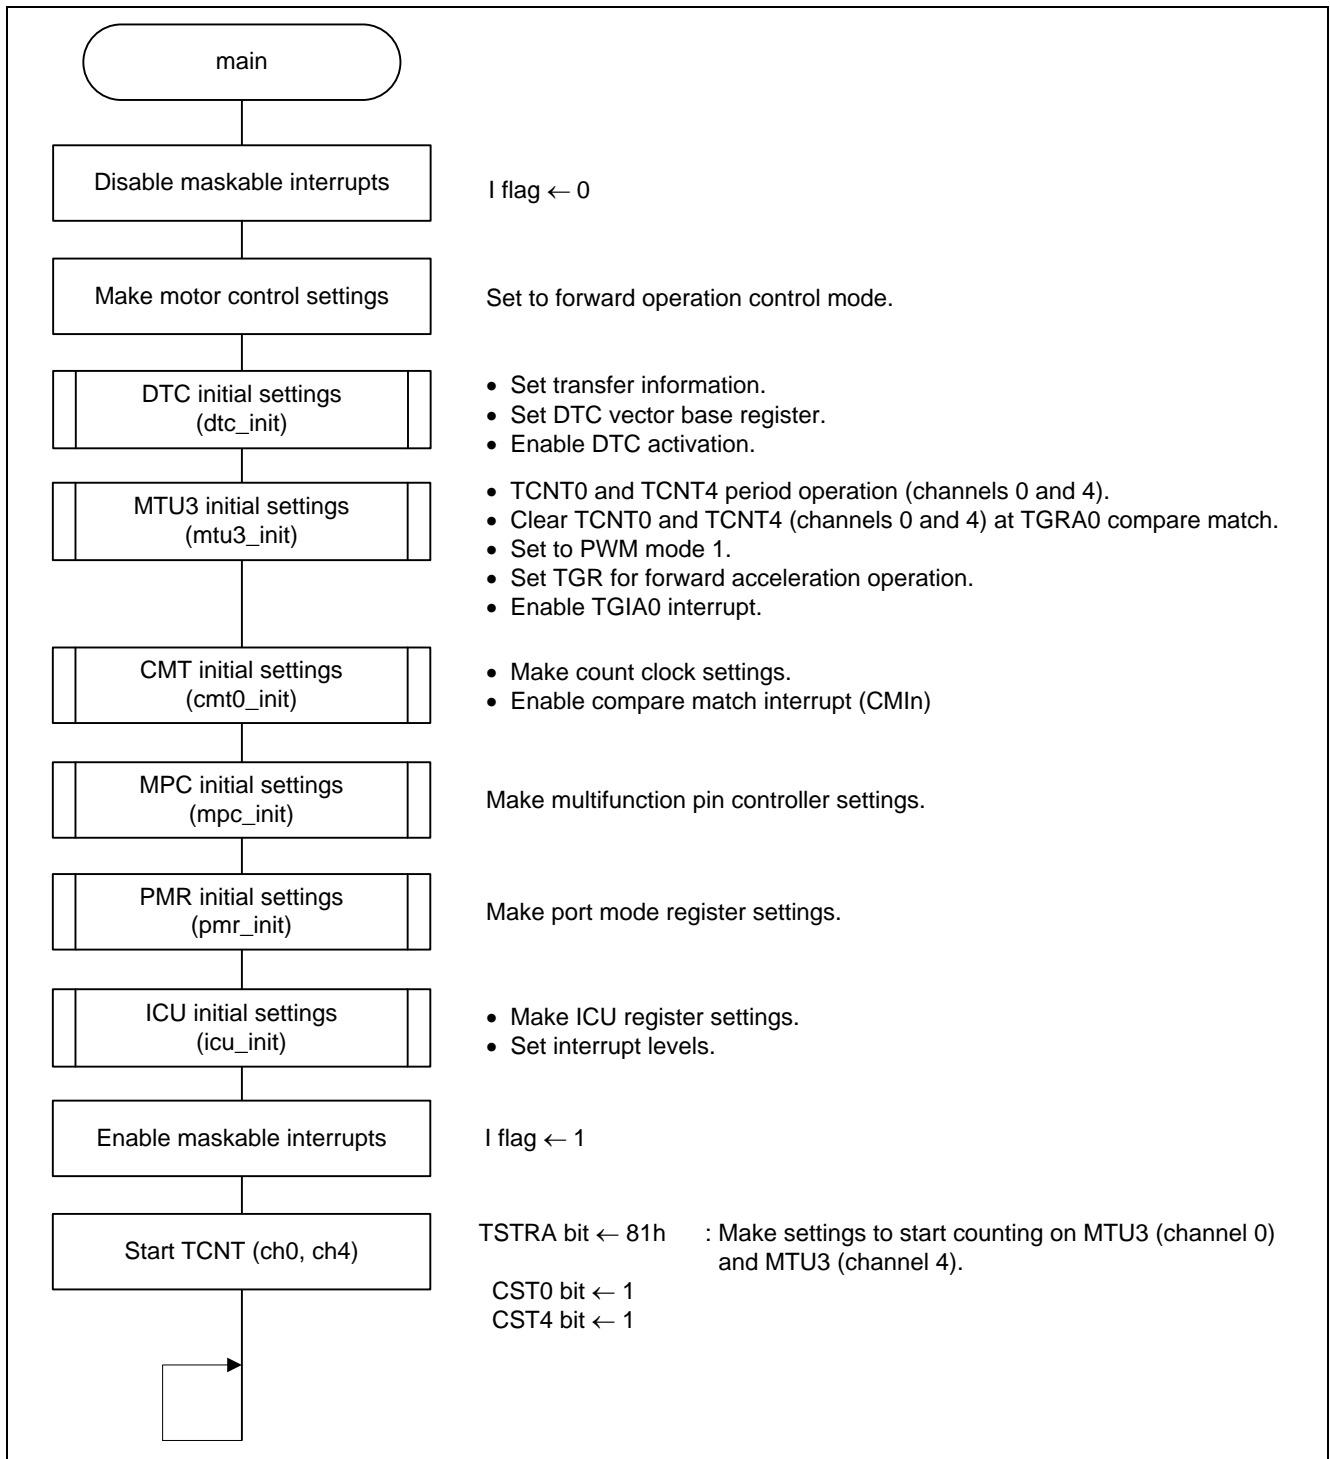 main
Disable maskable interrupts
I flag ← 0
Make motor control settings
Set to forward operation control mode.
DTC initial settings
(dtc_init)
• Set transfer information.
• Set DTC vector base register.
• Enable DTC activation.
MTU3 initial settings
(mtu3_init)
• TCNT0 and TCNT4 period operation (channels 0 and 4).
• Clear TCNT0 and TCNT4 (channels 0 and 4) at TGRA0 compare match.
• Set to PWM mode 1.
• Set TGR for forward acceleration operation.
• Enable TGIA0 interrupt.
CMT initial settings
(cmt0_init)
• Make count clock settings.
• Enable compare match interrupt (CMIn)
MPC initial settings
(mpc_init)
Make multifunction pin controller settings.
PMR initial settings
(pmr_init)
Make port mode register settings.
ICU initial settings
(icu_init)
• Make ICU register settings.
• Set interrupt levels.
Enable maskable interrupts
I flag ← 1
Start TCNT (ch0, ch4)
TSTRA bit ← 81h : Make settings to start counting on MTU3 (channel 0)
and MTU3 (channel 4).
CST0 bit ← 1
CST4 bit ← 1